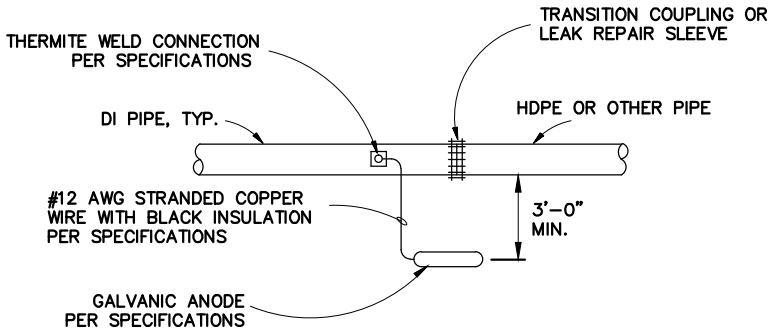 TRANSITION COUPLING OR
LEAK REPAIR SLEEVE
THERMITE WELD CONNECTION
PER SPECIFICATIONS
DI PIPE, TYP.
HDPE OR OTHER PIPE
#12 AWG STRANDED COPPER
WIRE WITH BLACK INSULATION
PER SPECIFICATIONS
3'-0"
MIN.
GALVANIC ANODE
PER SPECIFICATIONS